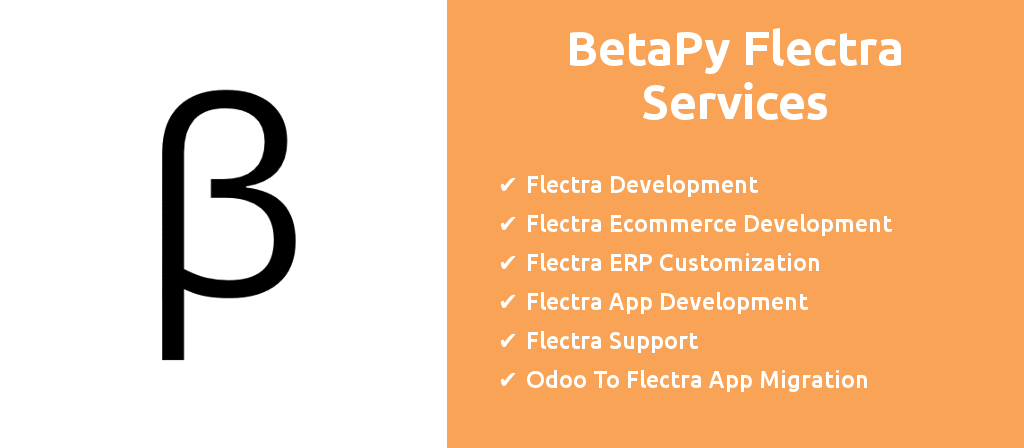 β
BetaPy Flectra
Services
✔ Flectra Development
✔ Flectra Ecommerce Development
✔ Flectra ERP Customization
✔ Flectra App Development
✔ Flectra Support
✔ Odoo To Flectra App Migration